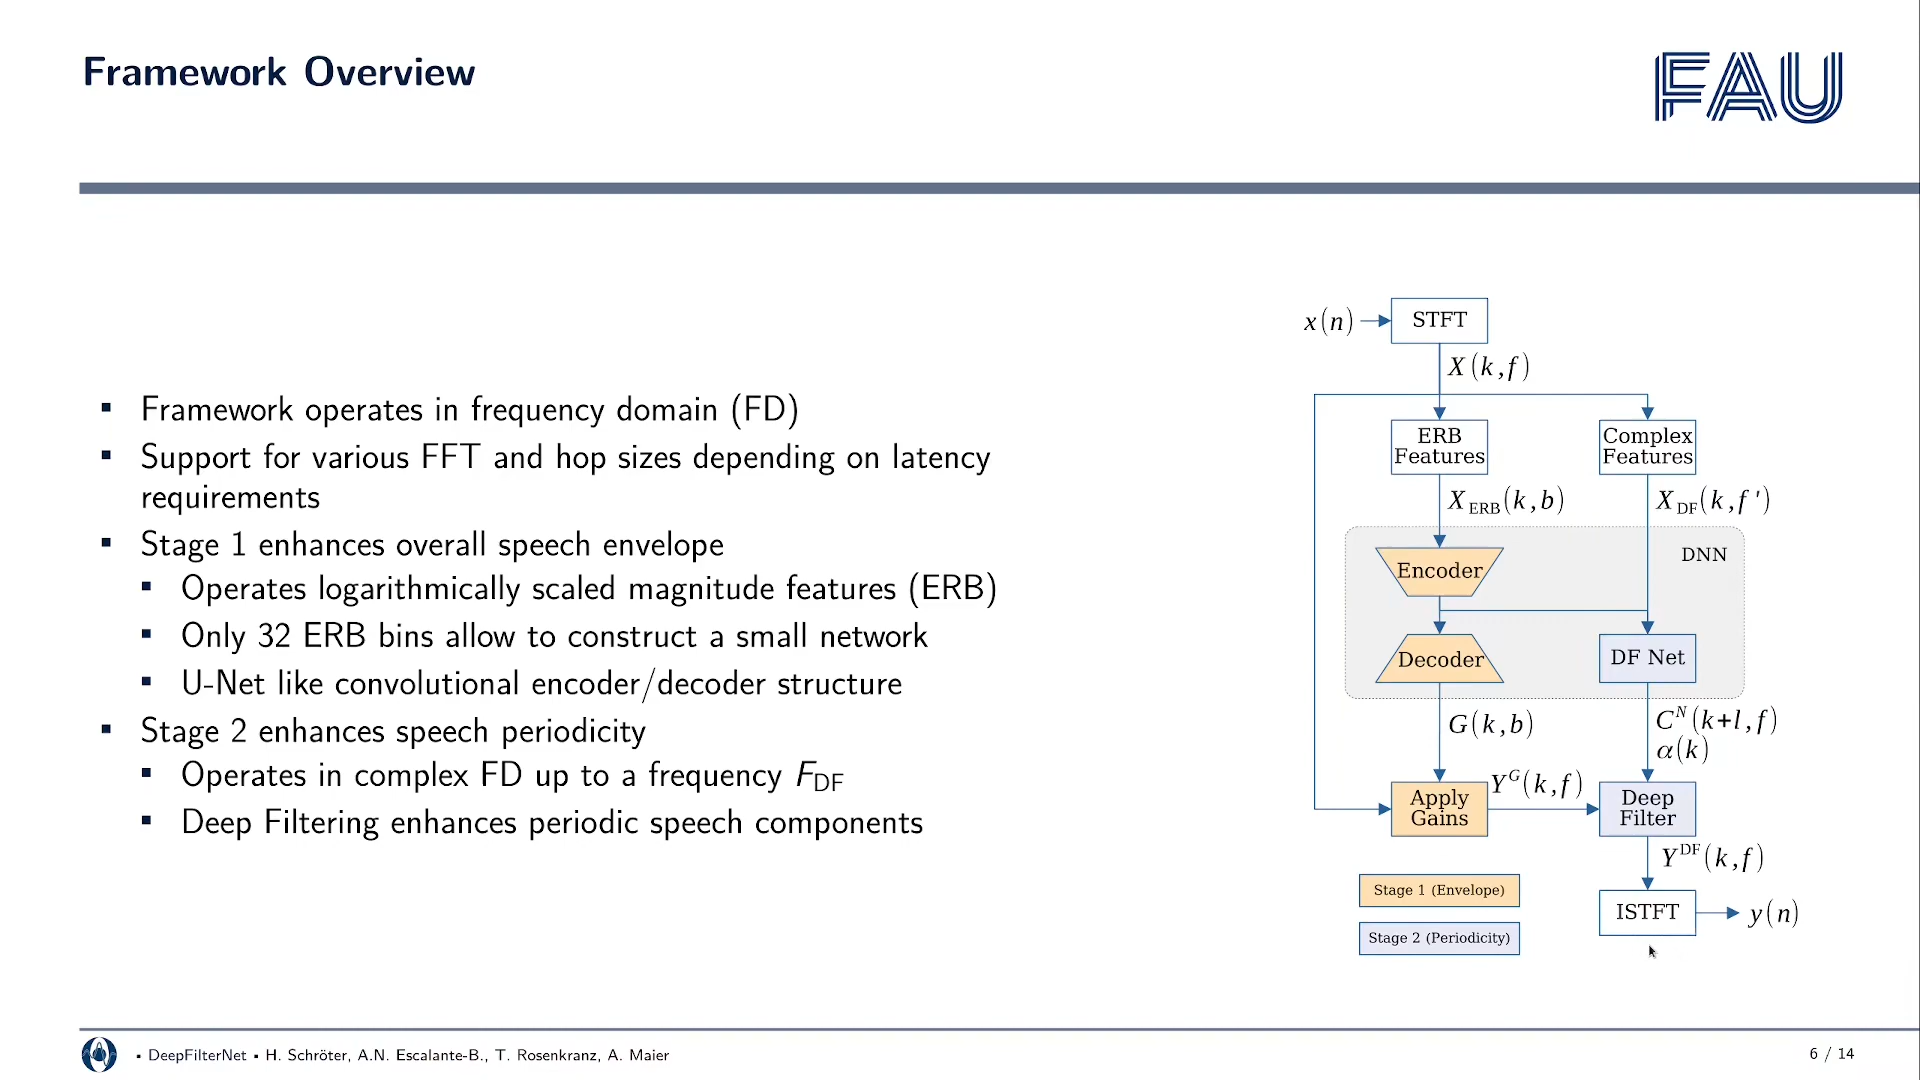 Framework Overview
FAU
▪ Framework operates in frequency domain (FD)
▪ Support for various FFT and hop sizes depending on latency
requirements
▪ Stage 1 enhances overall speech envelope
▪ Operates logarithmically scaled magnitude features (ERB)
▪ Only 32 ERB bins allow to construct a small network
▪ U-Net like convolutional encoder/decoder structure
▪ Stage 2 enhances speech periodicity
▪ Operates in complex FD up to a frequency F_DF
▪ Deep Filtering enhances periodic speech components
x(n)
STFT
X(k,f)
ERB
Features
Complex
Features
X_ERB(k,b)
X_DF(k,f')
DNN
Encoder
Decoder
DF Net
G(k,b)
C^N(k+l,f)
α(k)
Apply
Gains
Y^G(k,f)
Deep
Filter
Y^DF(k,f)
Stage 1 (Envelope)
Stage 2 (Periodicity)
ISTFT
y(n)
▪ DeepFilterNet ▪ H. Schröter, A.N. Escalante-B., T. Rosenkranz, A. Maier
6 / 14